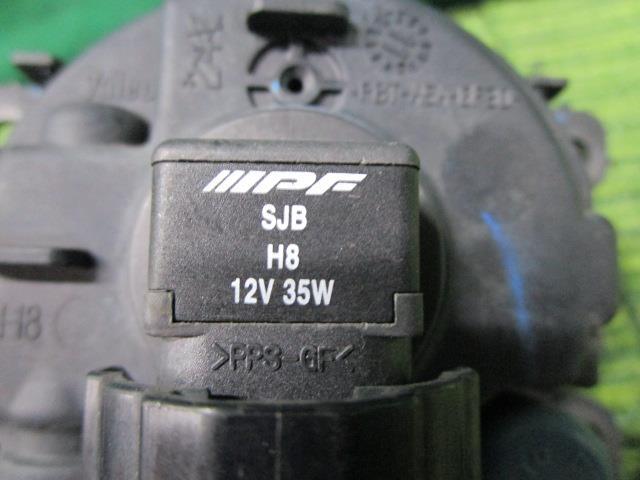 IPF
SJB
H8
12V 35W
>PPS-GF<
H8